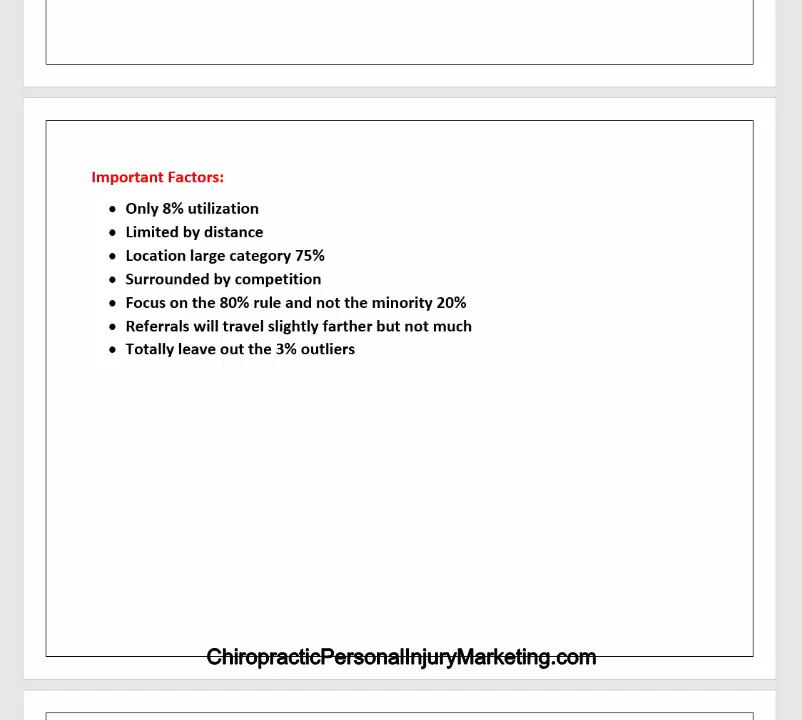 Important Factors:
• Only 8% utilization
• Limited by distance
• Location large category 75%
• Surrounded by competition
• Focus on the 80% rule and not the minority 20%
• Referrals will travel slightly farther but not much
• Totally leave out the 3% outliers
ChiropracticPersonalInjuryMarketing.com